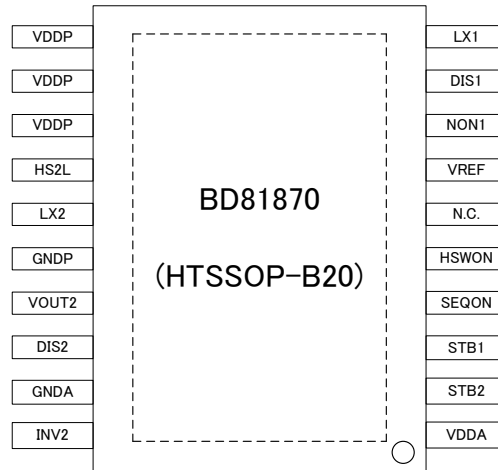 VDDP
VDDP
VDDP
HS2L
LX2
GNDP
VOUT2
DIS2
GNDA
INV2
BD81870
(HTSSOP-B20)
LX1
DIS1
NON1
VREF
N.C.
HSWON
SEQON
STB1
STB2
VDDA